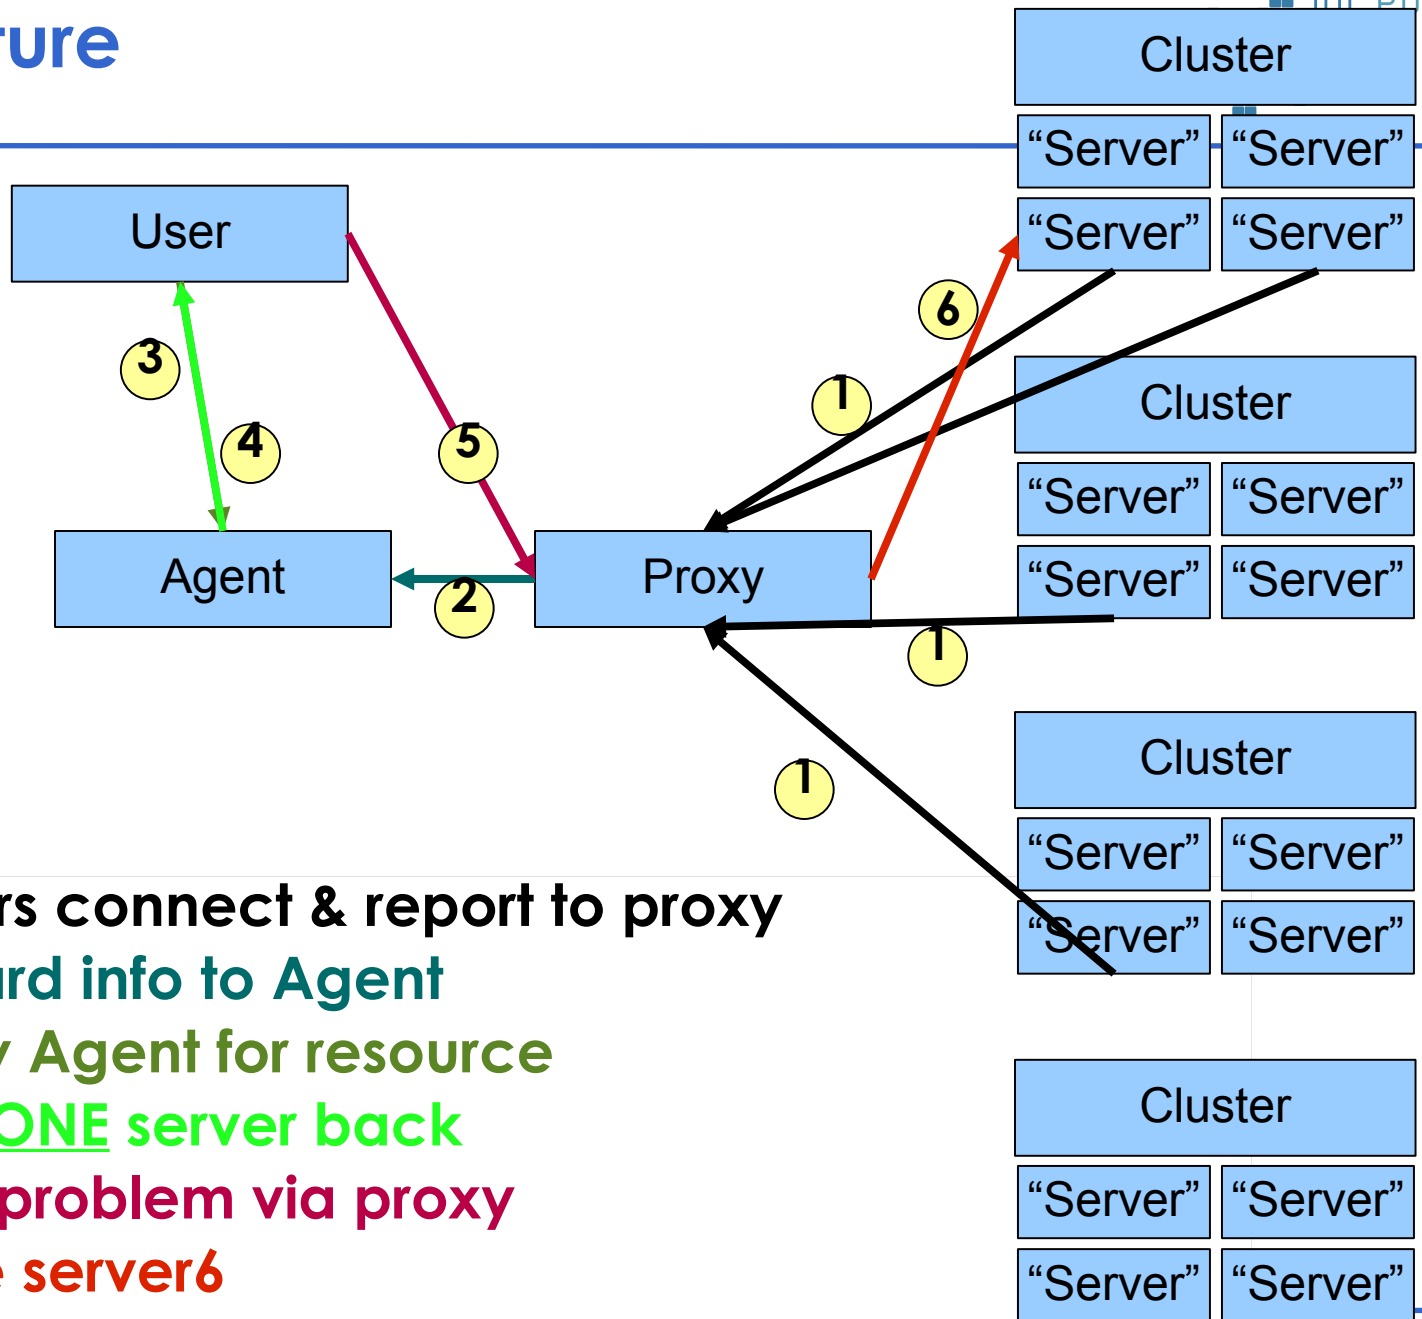 ture
Cluster
“Server” “Server”
“Server” “Server”
User
6
3
1
Cluster
4
5
“Server” “Server”
Agent
Proxy
“Server” “Server”
2
1
Cluster
1
“Server” “Server”
rs connect & report to proxy
“Server” “Server”
ard info to Agent
y Agent for resource
Cluster
ONE server back
problem via proxy
“Server” “Server”
e server6
“Server” “Server”